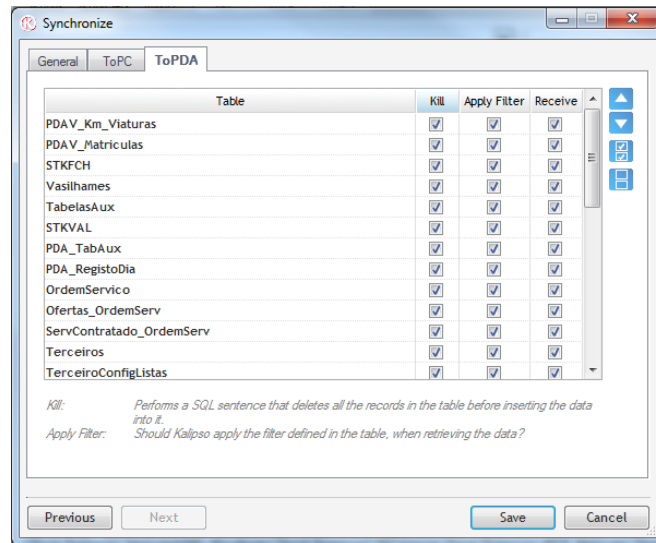 Synchronize
General ToPC ToPDA
Table Kill Apply Filter Receive
PDAV_Km_Viaturas
PDAV_Matriculas
STKFCH
Vasilhames
TabelasAux
STKVAL
PDA_TabAux
PDA_RegistoDia
OrdemServico
Ofertas_OrdemServ
ServContratado_OrdemServ
Terceiros
TerceiroConfigListas
Kill: Performs a SQL sentence that deletes all the records in the table before inserting the data
into it.
Apply Filter: Should Kalipso apply the filter defined in the table, when retrieving the data?
Previous Next Save Cancel